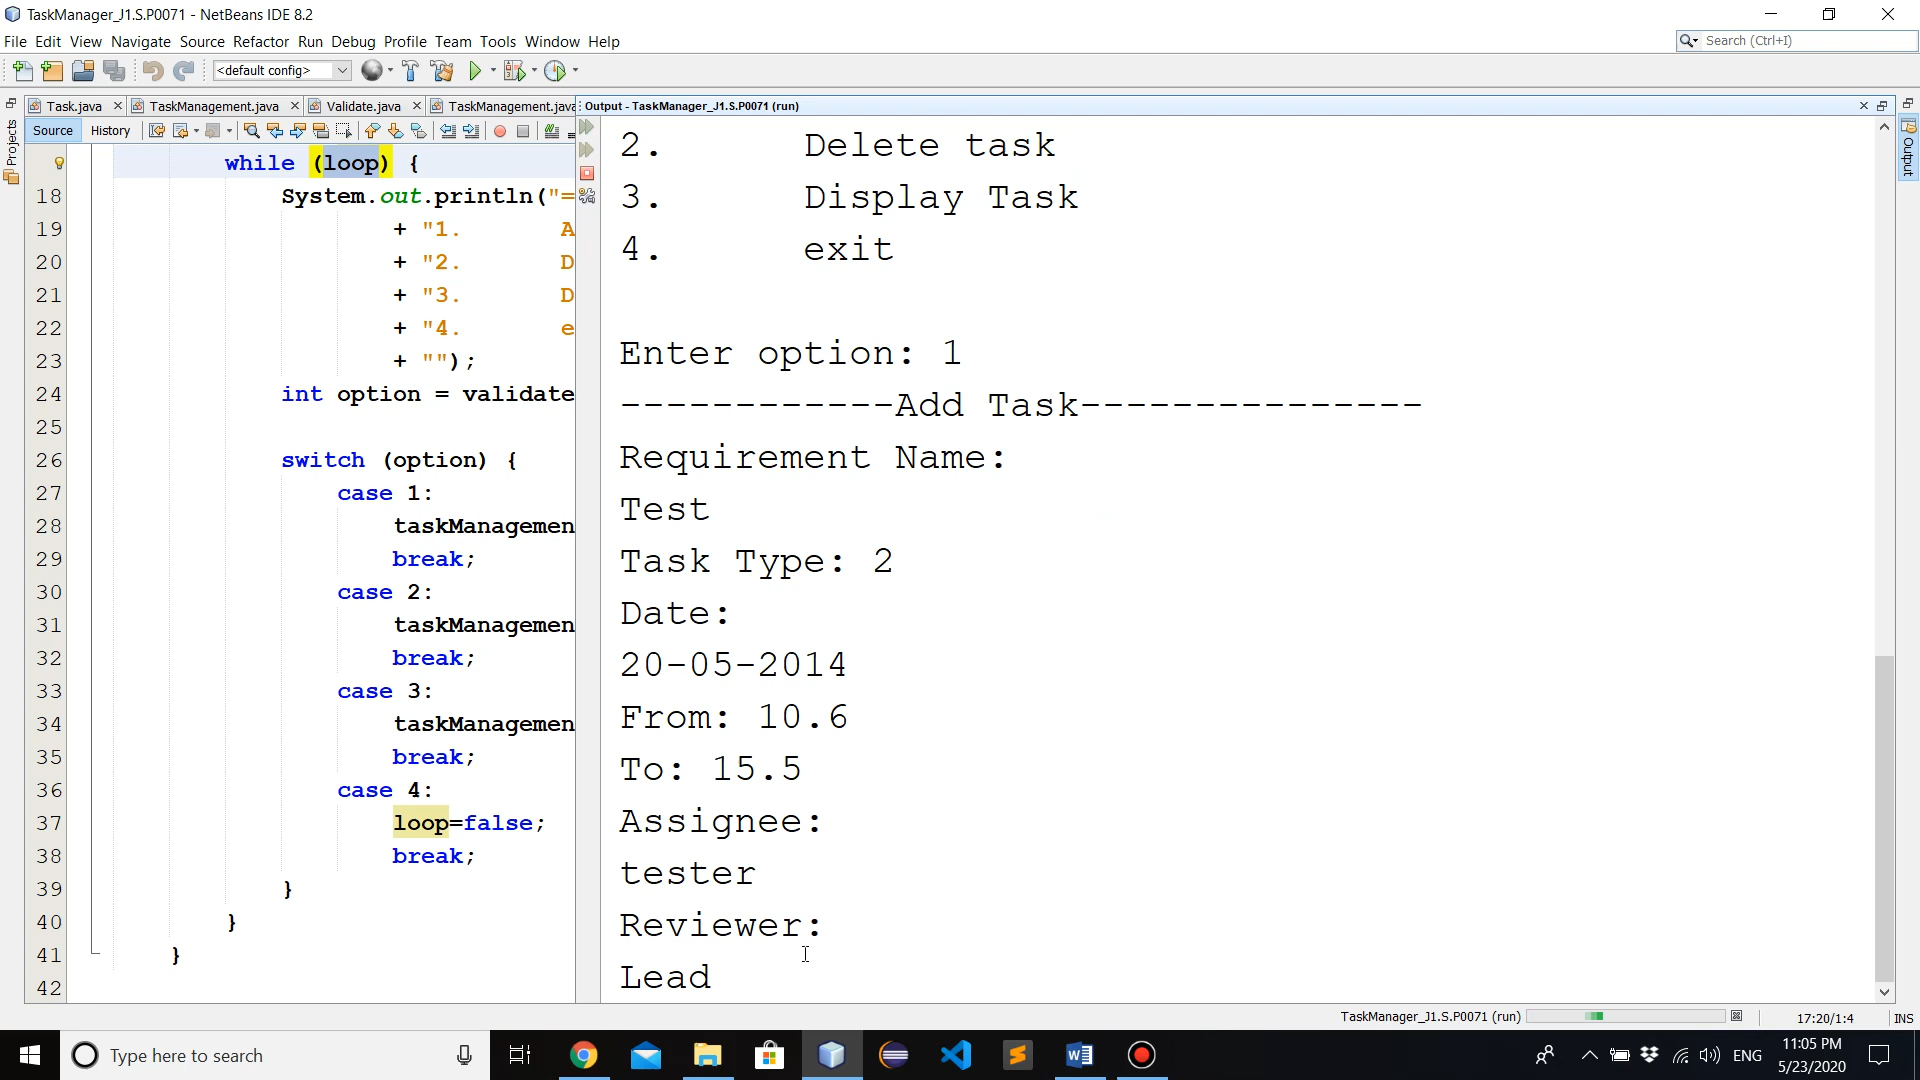 TaskManager_J1.S.P0071 - NetBeans IDE 8.2
File Edit View Navigate Source Refactor Run Debug Profile Team Tools Window Help
Search (Ctrl+I)
<default config>
Task.java
TaskManagement.java
Validate.java
TaskManagement.java
Output - TaskManager_J1.S.P0071 (run)
Source
History
Projects
Output
while (loop) {
18 System.out.println("=
19 + "1. A
20 + "2. D
21 + "3. D
22 + "4. e
23 + "");
24 int option = validate
25
26 switch (option) {
27 case 1:
28 taskManagemen
29 break;
30 case 2:
31 taskManagemen
32 break;
33 case 3:
34 taskManagemen
35 break;
36 case 4:
37 loop=false;
38 break;
39 }
40 }
41 }
42
2. Delete task
3. Display Task
4. exit
Enter option: 1
------------Add Task---------------
Requirement Name:
Test
Task Type: 2
Date:
20-05-2014
From: 10.6
To: 15.5
Assignee:
tester
Reviewer:
Lead
TaskManager_J1.S.P0071 (run)
17:20/1:4
INS
Type here to search
ENG
11:05 PM
5/23/2020